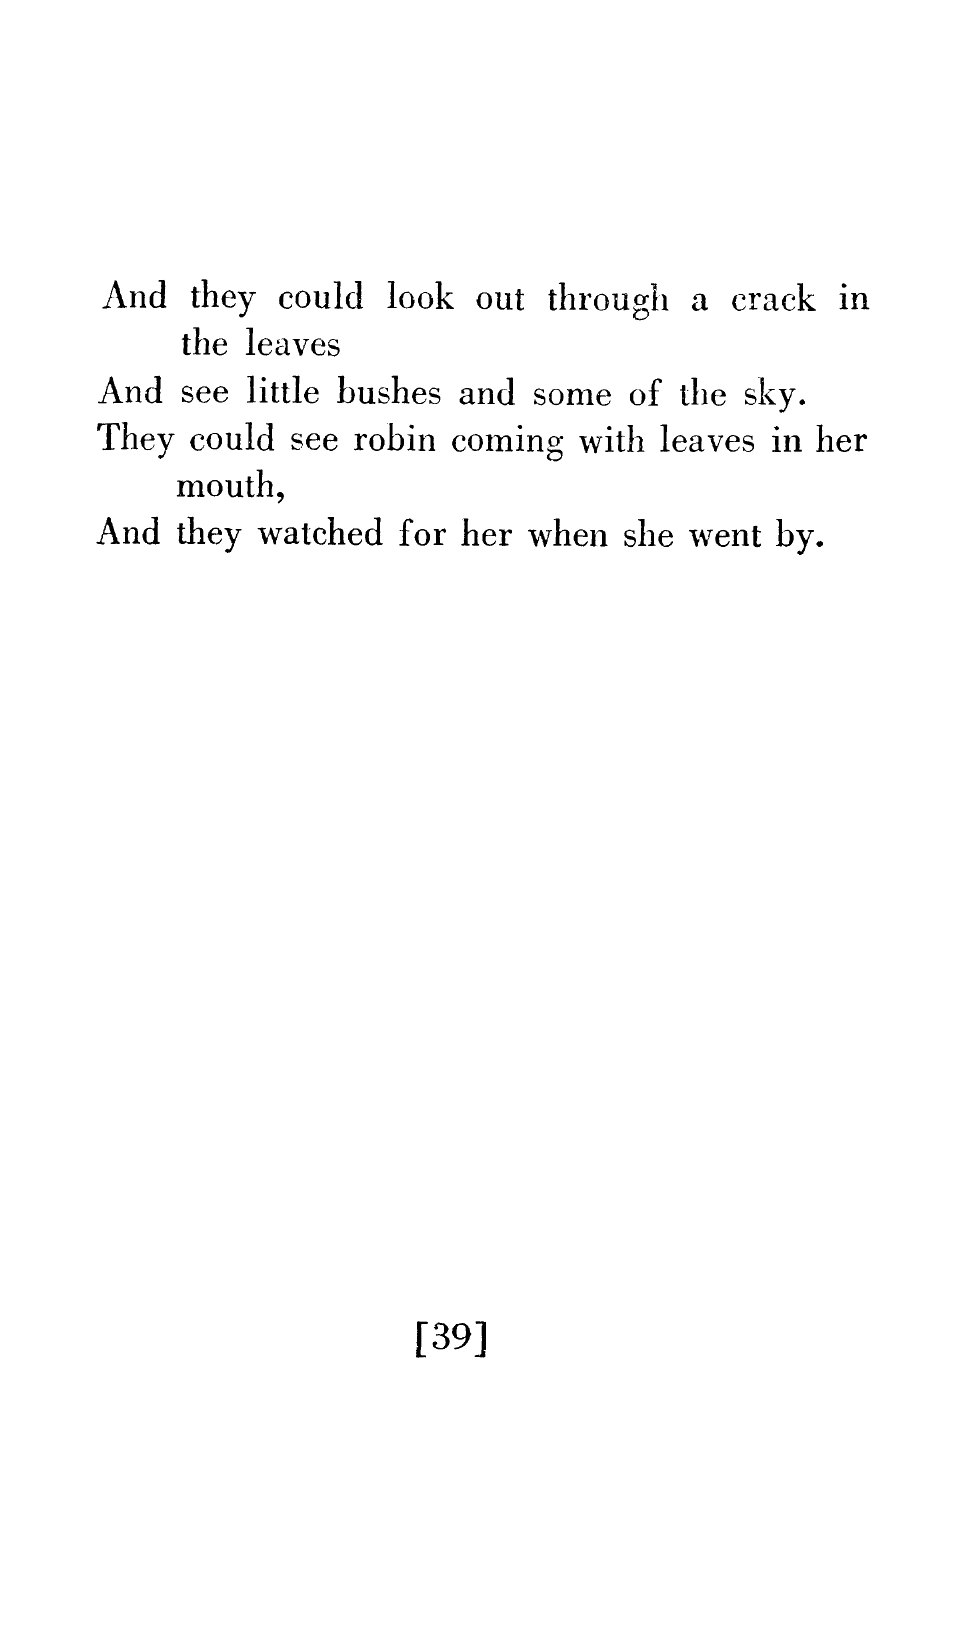 And they could look out through a crack in
the leaves
And see little bushes and some of the sky.
They could see robin coming with leaves in her
mouth,
And they watched for her when she went by.
[39]